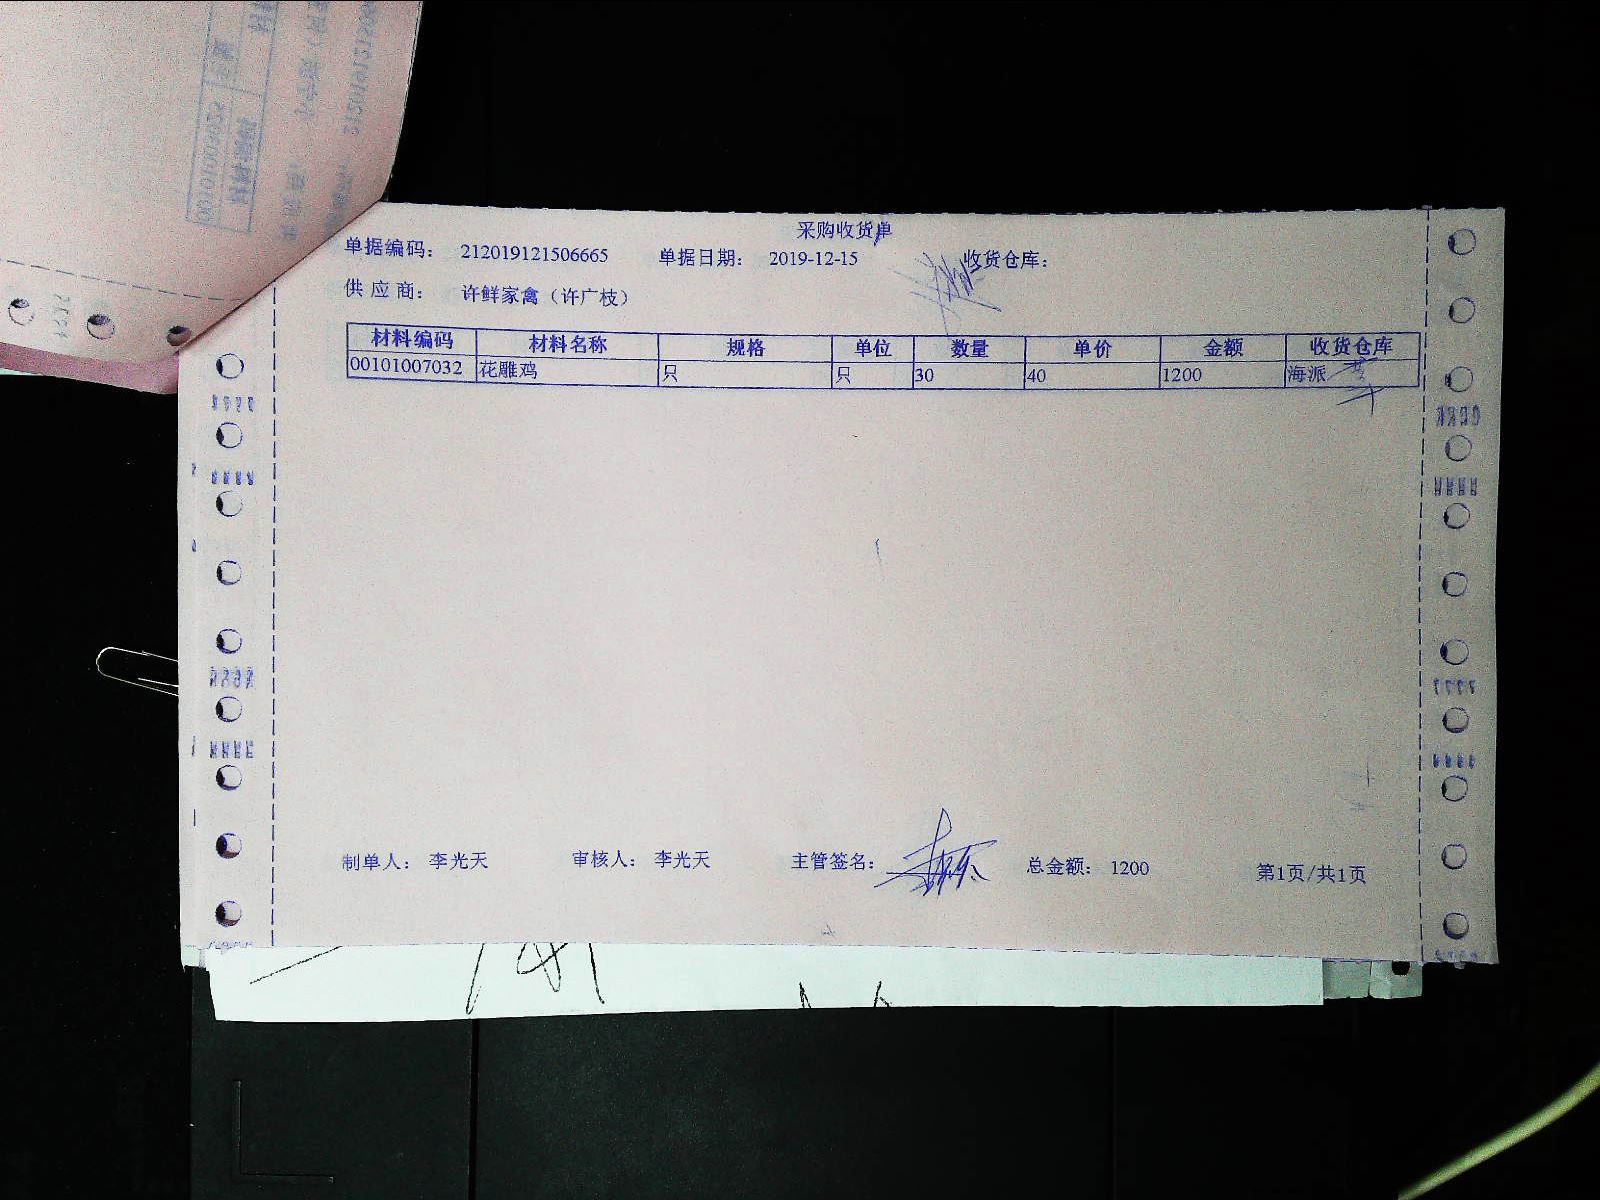 采购收货单
单据编码： 212019121506665 单据日期： 2019-12-15 收货仓库：
供 应 商： 许鲜家禽（许广枝）
材料编码 材料名称 规格 单位 数量 单价 金额 收货仓库
00101007032 花雕鸡 只 只 30 40 1200 海派
制单人： 李光天 审核人： 李光天 主管签名： 总金额： 1200 第1页/共1页